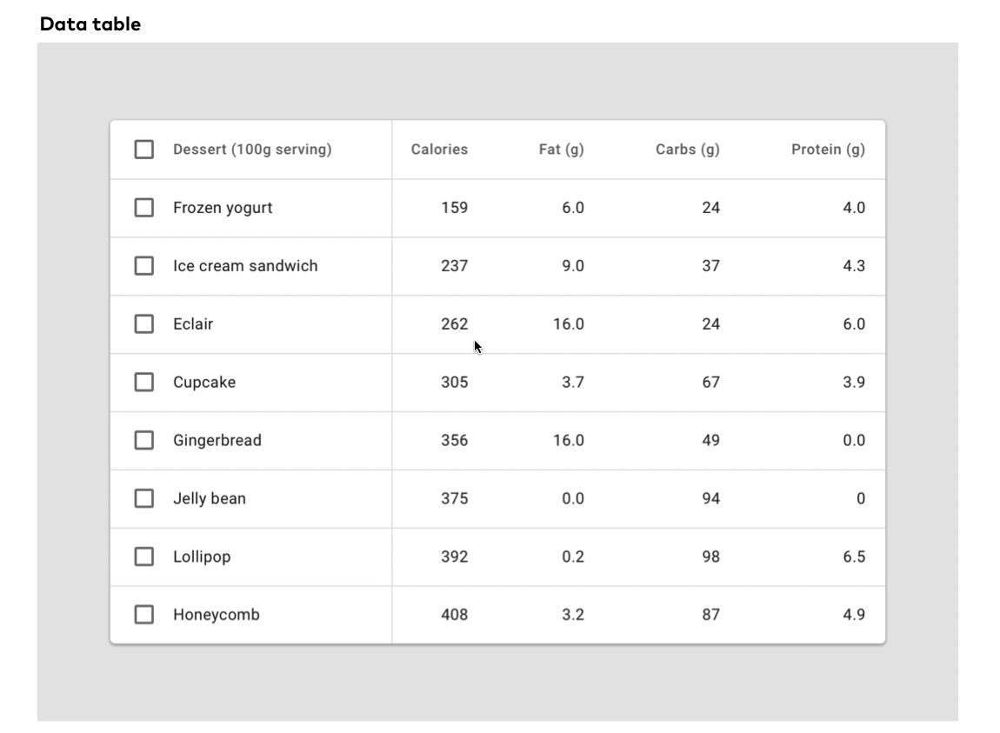 Data table
Dessert (100g serving) Calories Fat (g) Carbs (g) Protein (g)
Frozen yogurt 159 6.0 24 4.0
Ice cream sandwich 237 9.0 37 4.3
Eclair 262 16.0 24 6.0
Cupcake 305 3.7 67 3.9
Gingerbread 356 16.0 49 0.0
Jelly bean 375 0.0 94 0
Lollipop 392 0.2 98 6.5
Honeycomb 408 3.2 87 4.9